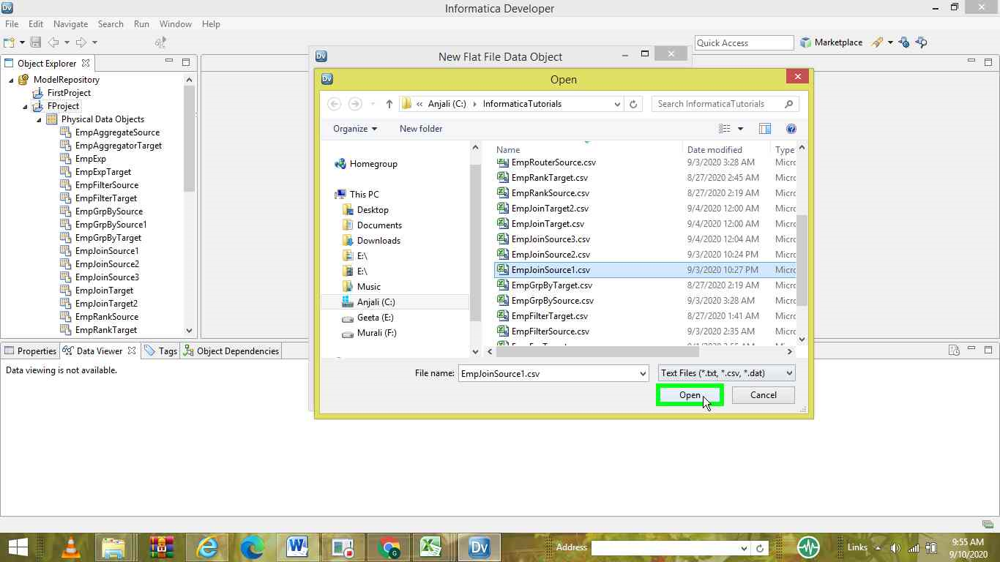 Informatica Developer
File Edit Navigate Search Run Window Help
Quick Access
Marketplace
Object Explorer
ModelRepository
FirstProject
FProject
Physical Data Objects
EmpAggregateSource
EmpAggregatorTarget
EmpExp
EmpExpTarget
EmpFilterSource
EmpFilterTarget
EmpGrpBySource
EmpGrpBySource1
EmpGrpByTarget
EmpJoinSource1
EmpJoinSource2
EmpJoinSource3
EmpJoinTarget
EmpJoinTarget2
EmpRankSource
EmpRankTarget
New Flat File Data Object
Open
« Anjali (C:) InformaticaTutorials
Search InformaticaTutorials
Organize New folder
Homegroup
This PC
Desktop
Documents
Downloads
E:\
E:\
Music
Anjali (C:)
Geeta (E:)
Murali (F:)
Name Date modified Type
EmpRouterSource.csv 9/3/2020 3:28 AM Micro
EmpRankTarget.csv 8/27/2020 2:45 AM Micro
EmpRankSource.csv 8/27/2020 2:19 AM Micro
EmpJoinTarget2.csv 9/4/2020 12:00 AM Micro
EmpJoinTarget.csv 9/4/2020 12:00 AM Micro
EmpJoinSource3.csv 9/4/2020 12:04 AM Micro
EmpJoinSource2.csv 9/3/2020 10:24 PM Micro
EmpJoinSource1.csv 9/3/2020 10:27 PM Micro
EmpGrpByTarget.csv 8/27/2020 2:19 AM Micro
EmpGrpBySource.csv 9/3/2020 3:28 AM Micro
EmpFilterTarget.csv 8/27/2020 1:41 AM Micro
EmpFilterSource.csv 9/3/2020 2:35 AM Micro
File name: EmpJoinSource1.csv Text Files (*.txt, *.csv, *.dat)
Open Cancel
Properties Data Viewer Tags Object Dependencies
Data viewing is not available.
Address
Links
9:55 AM
9/10/2020